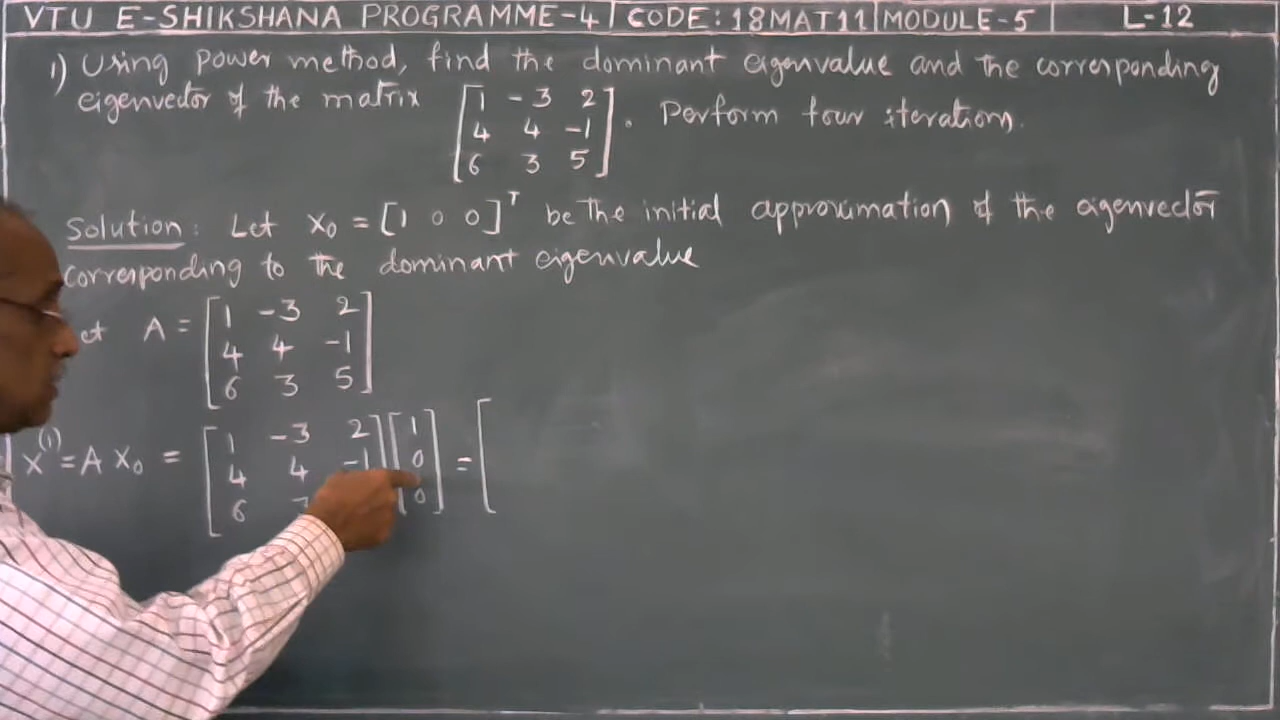 VTU E-SHIKSHANA PROGRAMME-4 CODE: 18MAT11 MODULE-5 L-12
1) Using power method, find the dominant eigenvalue and the corresponding
eigenvector of the matrix [1 -3 2
4 4 -1
6 3 5]. Perform four iterations.
Solution: Let X₀ = [1 0 0]ᵀ be the initial approximation of the eigenvector
corresponding to the dominant eigenvalue
et A = [1 -3 2
4 4 -1
6 3 5]
X⁽¹⁾ = A X₀ = [1 -3 2] [1
4 4 -1 0
6 0] = [